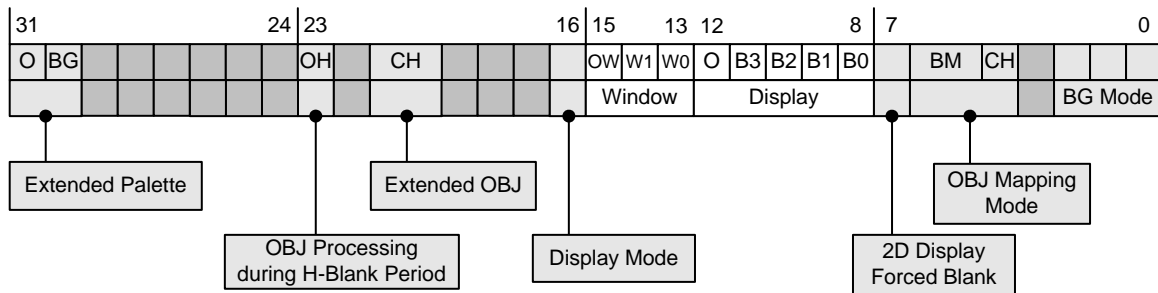 31 24 23 16 15 13 12 8 7 0
O BG OH CH OW W1 W0 O B3 B2 B1 B0 BM CH
Window Display BG Mode
Extended Palette
Extended OBJ
OBJ Mapping
Mode
OBJ Processing
during H-Blank Period
Display Mode
2D Display
Forced Blank